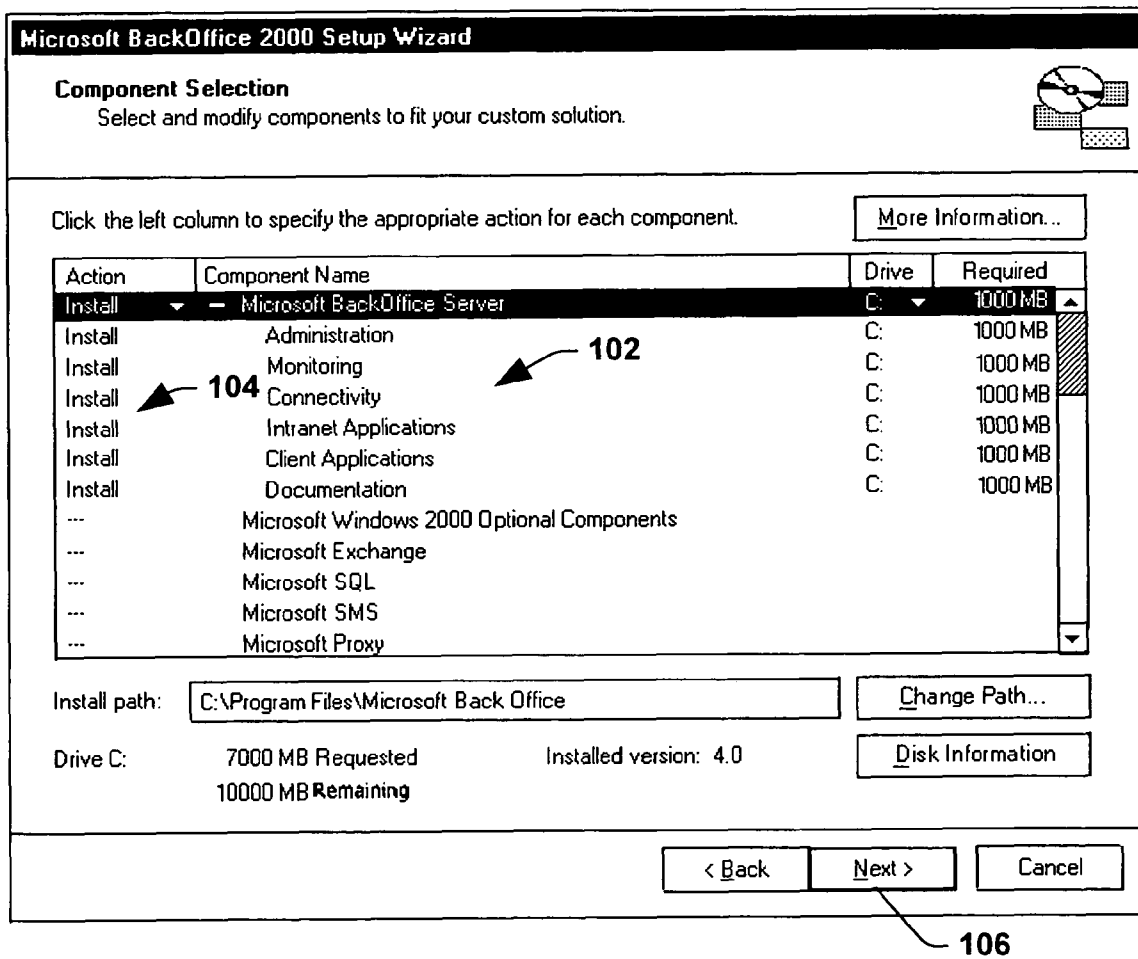 Microsoft BackOffice 2000 Setup Wizard
Component Selection
Select and modify components to fit your custom solution.
Click the left column to specify the appropriate action for each component.
More Information...
Action Component Name Drive Required
Install Microsoft BackOffice Server C: 1000 MB
Install Administration C: 1000 MB
Install Monitoring C: 1000 MB
Install Connectivity C: 1000 MB
Install Intranet Applications C: 1000 MB
Install Client Applications C: 1000 MB
Install Documentation C: 1000 MB
--- Microsoft Windows 2000 Optional Components
--- Microsoft Exchange
--- Microsoft SQL
--- Microsoft SMS
--- Microsoft Proxy
102
104
Install path: C:\Program Files\Microsoft Back Office
Change Path...
Drive C: 7000 MB Requested Installed version: 4.0
Disk Information
10000 MB Remaining
< Back Next > Cancel
106